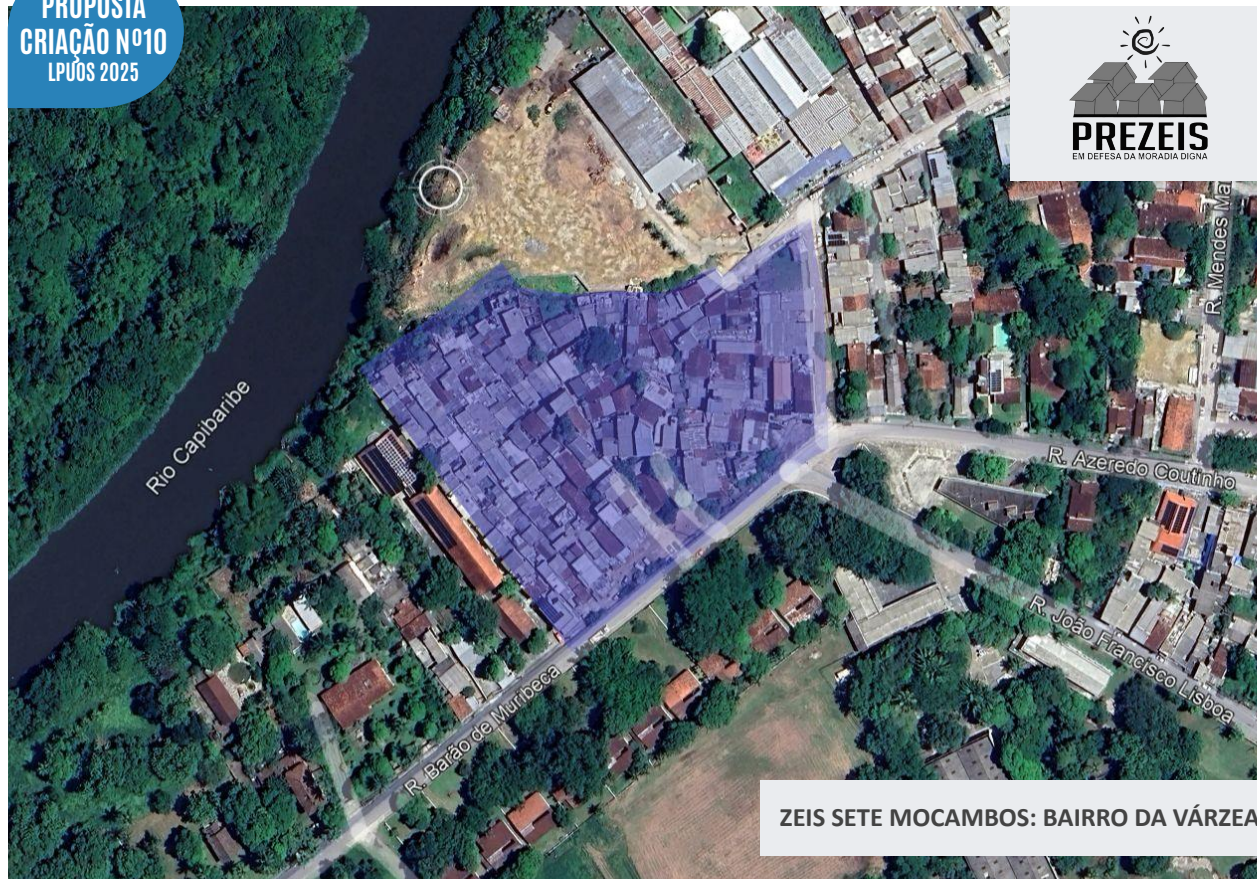 PROPOSTA
CRIAÇÃO Nº10
LPUOS 2025
PREZEIS
EM DEFESA DA MORADIA DIGNA
R. Mendes
Rio Capibaribe
R. Azeredo Coutinho
R. João Francisco Lisboa
R. Barão de Muribeca
ZEIS SETE MOCAMBOS: BAIRRO DA VÁRZEA